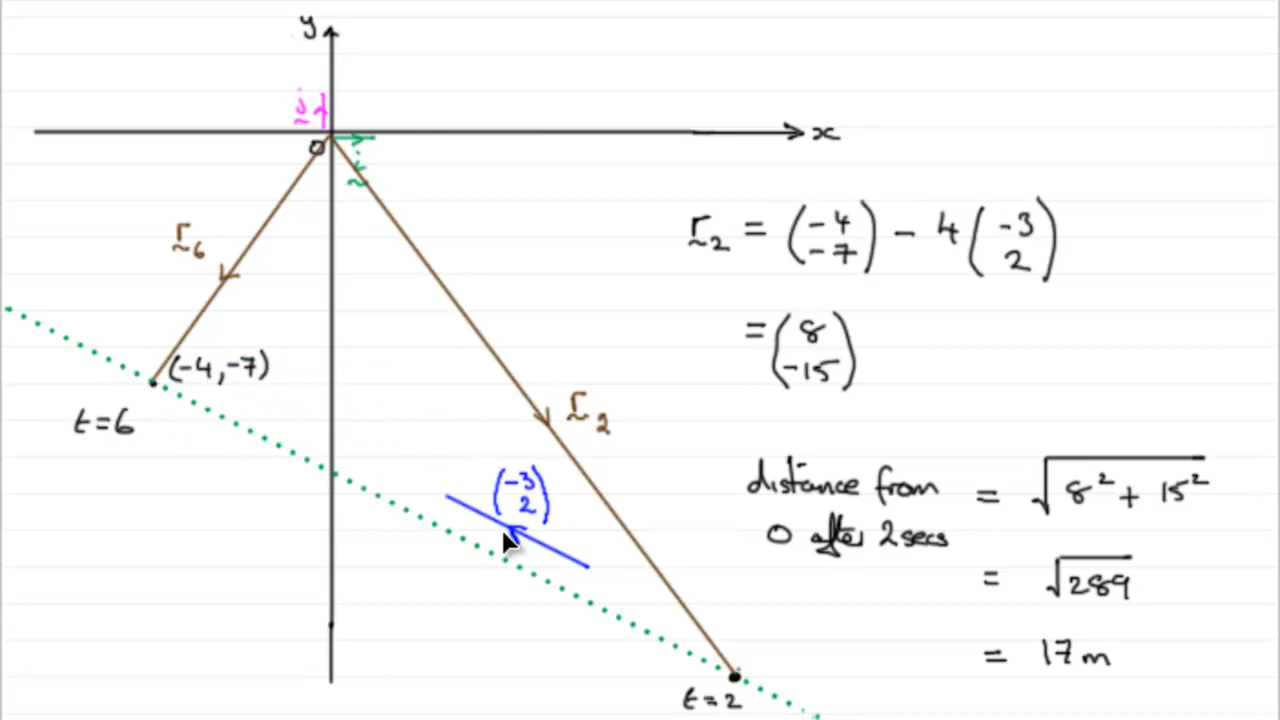 y
j
O
x
i
r₆
(-4, -7)
t = 6
r₂
(-3
2)
t = 2
r₂ = (-4
-7) - 4 (-3
2)
= (8
-15)
distance from
O after 2 secs
= √8² + 15²
= √289
= 17 m